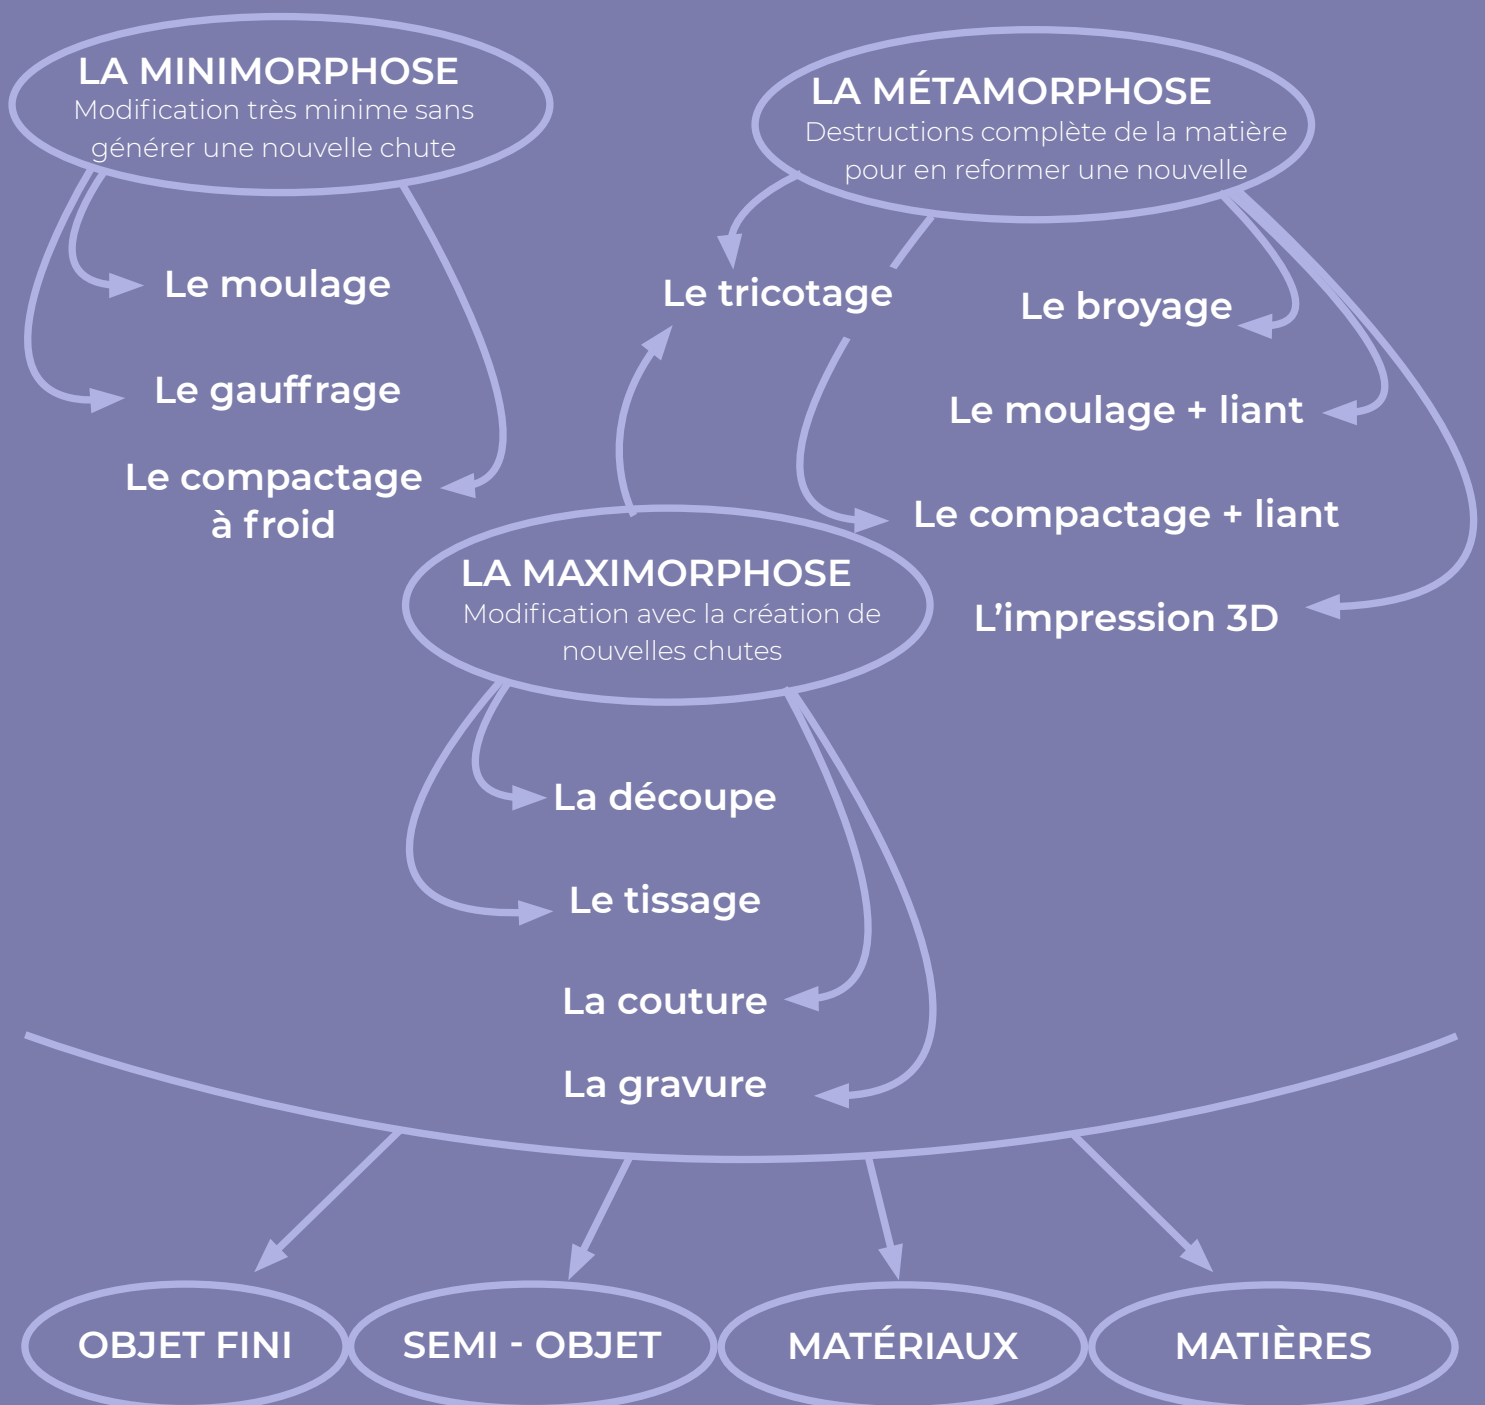 LA MINIMORPHOSE
Modification très minime sans
générer une nouvelle chute
LA MÉTAMORPHOSE
Destructions complète de la matière
pour en reformer une nouvelle
Le moulage
Le gauffrage
Le compactage
à froid
Le tricotage
Le broyage
Le moulage + liant
Le compactage + liant
L’impression 3D
LA MAXIMORPHOSE
Modification avec la création de
nouvelles chutes
La découpe
Le tissage
La couture
La gravure
OBJET FINI
SEMI - OBJET
MATÉRIAUX
MATIÈRES